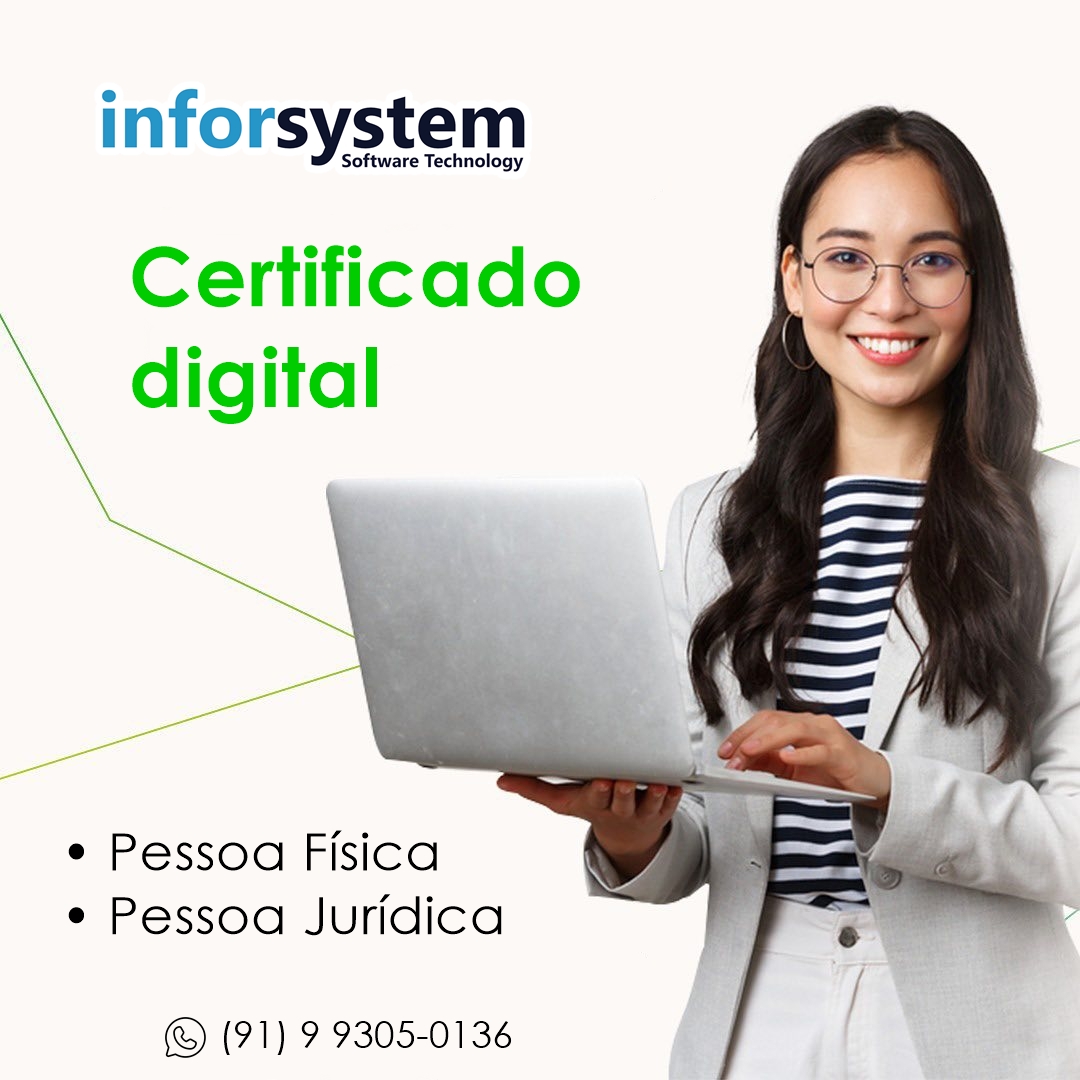 inforsystem
Software Technology
Certificado
digital
• Pessoa Física
• Pessoa Jurídica
(91) 9 9305-0136